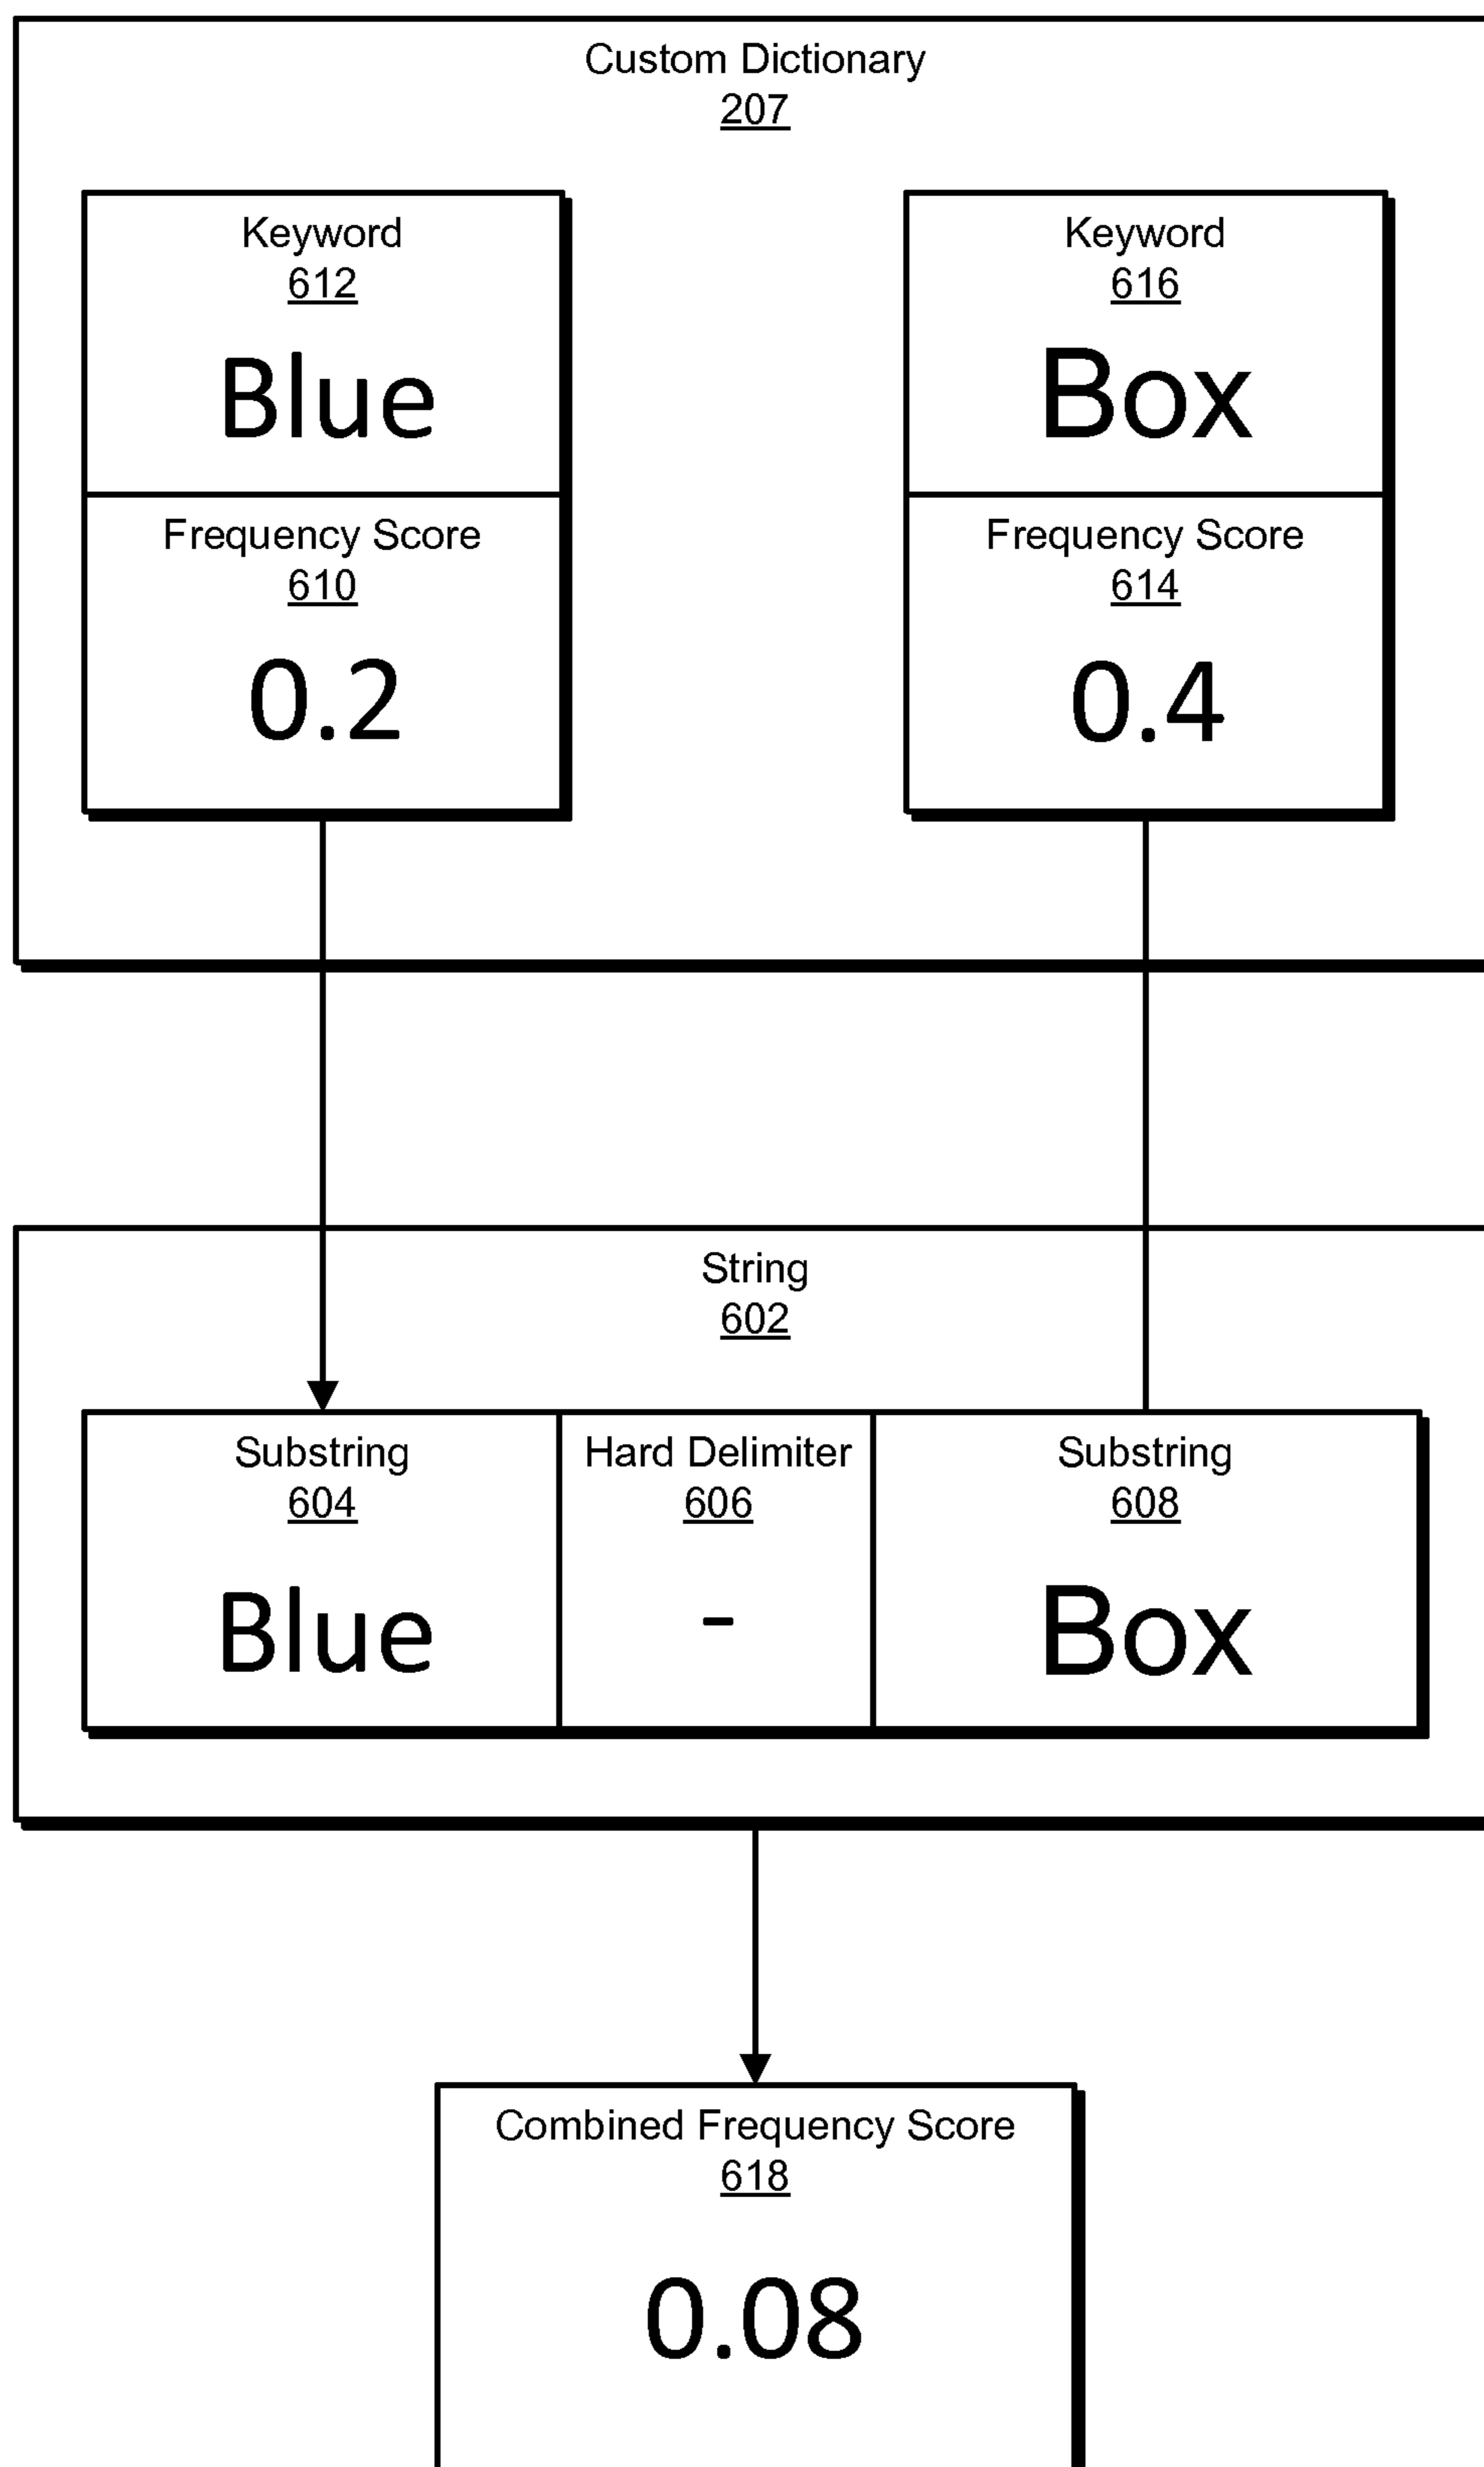 Custom Dictionary
207
Keyword
612
Blue
Frequency Score
610
0.2
Keyword
616
Box
Frequency Score
614
0.4
String
602
Substring
604
Blue
Hard Delimiter
606
-
Substring
608
Box
Combined Frequency Score
618
0.08